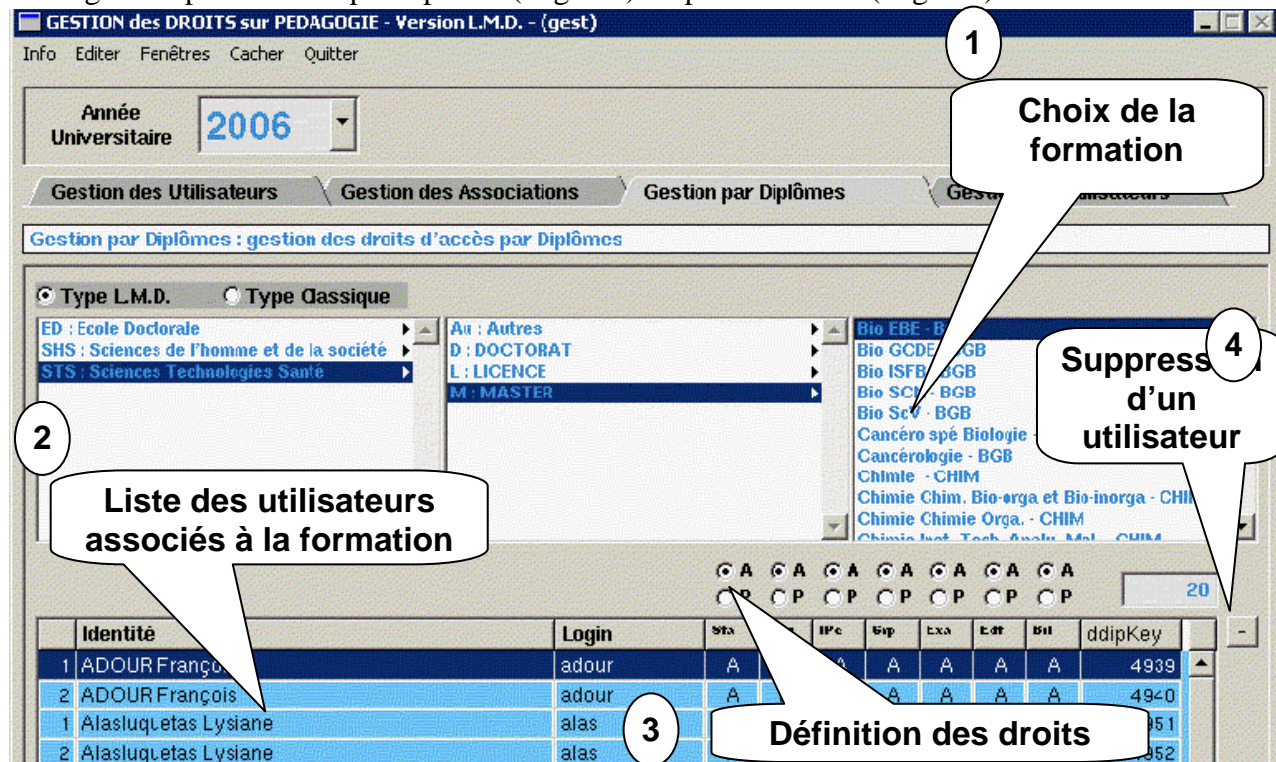 GESTION des DROITS sur PEDAGOGIE - Version L.M.D. - (gest)
Info Editer Fenêtres Cacher Quitter
1
Année
Universitaire
2006
Choix de la
formation
Gestion des Utilisateurs Gestion des Associations Gestion par Diplômes
Gestion par Diplômes : gestion des droits d'accès par Diplômes
Type L.M.D. Type Classique
ED : Ecole Doctorale
SHS : Sciences de l'homme et de la société
STS : Sciences Technologies Santé
Au : Autres
D : DOCTORAT
L : LICENCE
M : MASTER
Bio EBE - B
Bio GCDE BGB
Bio ISFB BGB
Bio SCN - BGB
Bio ScV - BGB
Cancéro spé Biologie -
Cancérologie - BGB
Chimie - CHIM
Chimie Chim. Bio-orga et Bio-inorga - CHI
Chimie Chimie Orga. - CHIM
4
Suppression
d'un
utilisateur
2
Liste des utilisateurs
associés à la formation
A A A A A A A
P P P P P P P
20
Identité Login Sta IPe Grp Exa Edt Bil ddipKey -
1 ADOUR François adour A A A A A A 4939
2 ADOUR François adour A A A A A 4940
1 Alasluquetas Lysiane alas 951
2 Alasluquetas Lysiane alas 952
3
Définition des droits